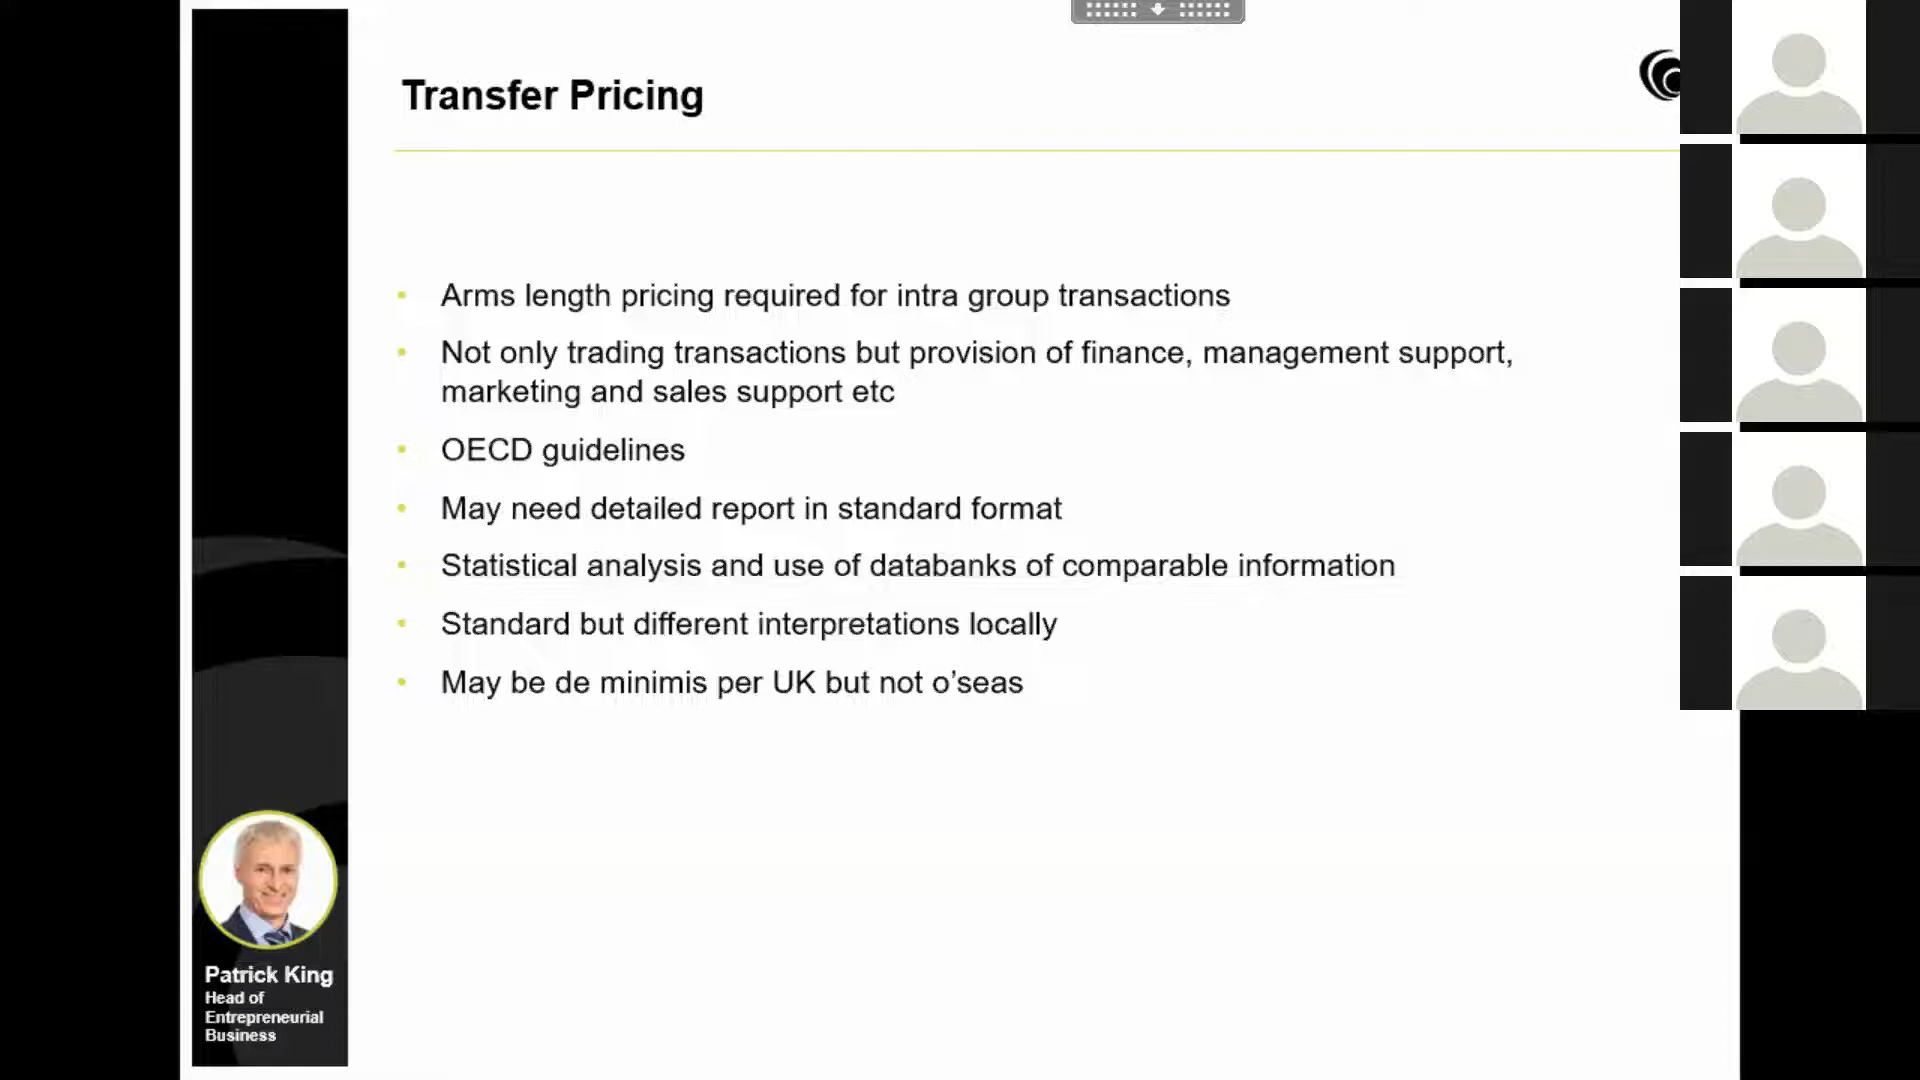 Transfer Pricing
• Arms length pricing required for intra group transactions
• Not only trading transactions but provision of finance, management support,
marketing and sales support etc
• OECD guidelines
• May need detailed report in standard format
• Statistical analysis and use of databanks of comparable information
• Standard but different interpretations locally
• May be de minimis per UK but not o’seas
Patrick King
Head of
Entrepreneurial
Business